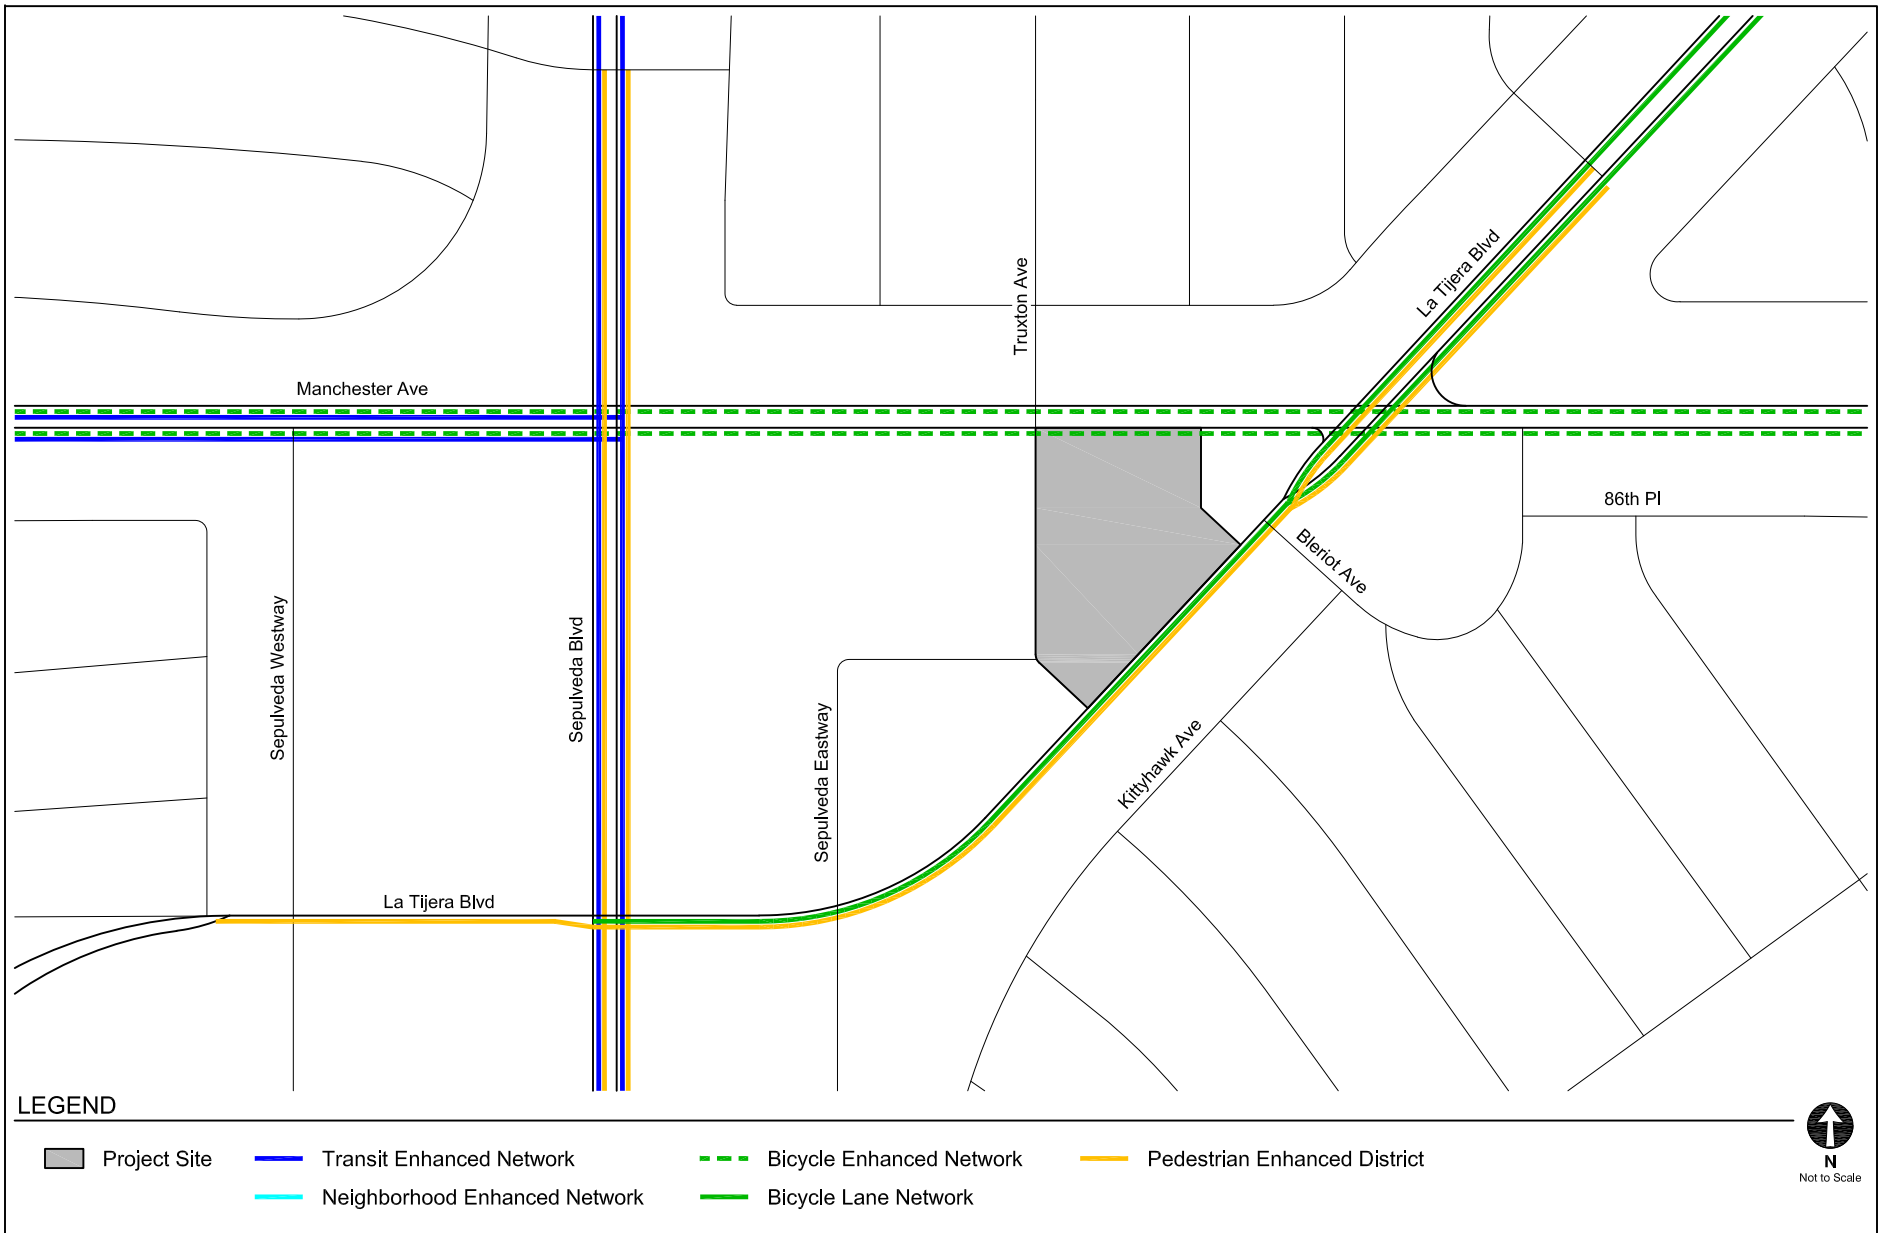 La Tijera Blvd
Truxton Ave
Manchester Ave
86th Pl
Bleriot Ave
Sepulveda Westway
Sepulveda Blvd
Sepulveda Eastway
Kittyhawk Ave
La Tijera Blvd
LEGEND
Project Site
Transit Enhanced Network
Bicycle Enhanced Network
Pedestrian Enhanced District
Neighborhood Enhanced Network
Bicycle Lane Network
N
Not to Scale